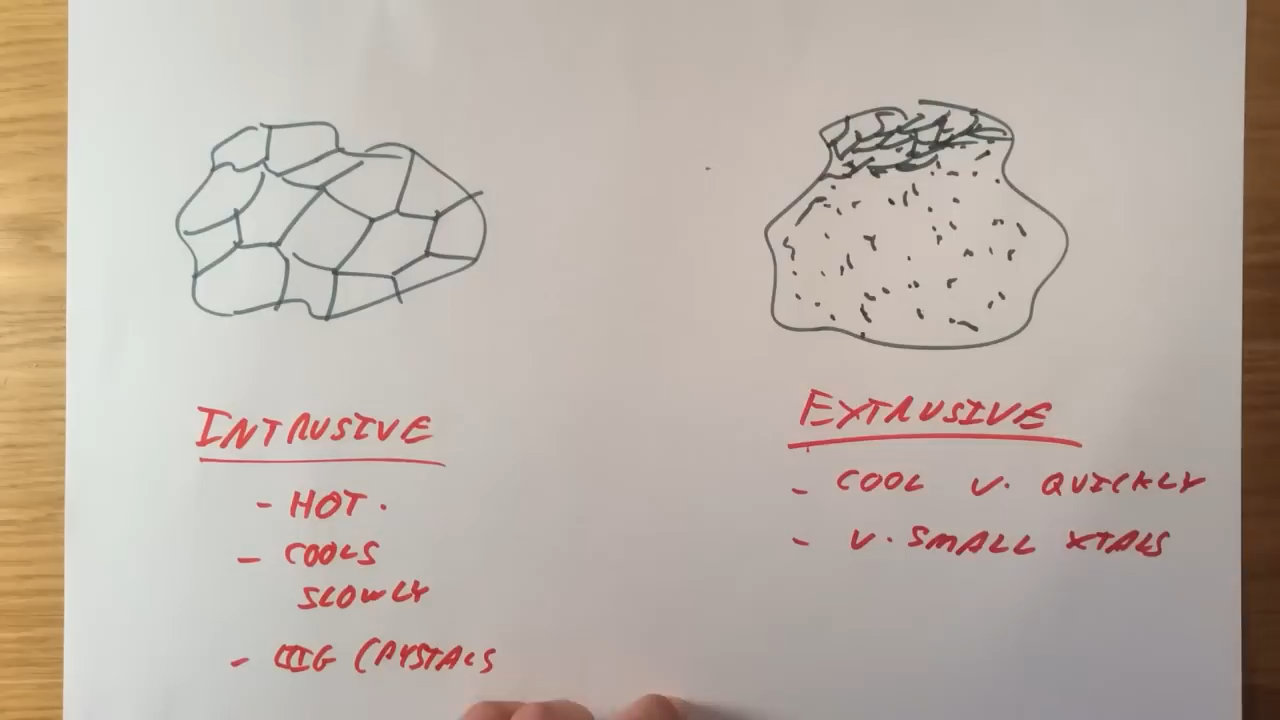 INTRUSIVE
- HOT.
- COOLS
SLOWLY
- BIG CRYSTALS
EXTRUSIVE
- COOL V. QUICKLY
- V. SMALL XTALS